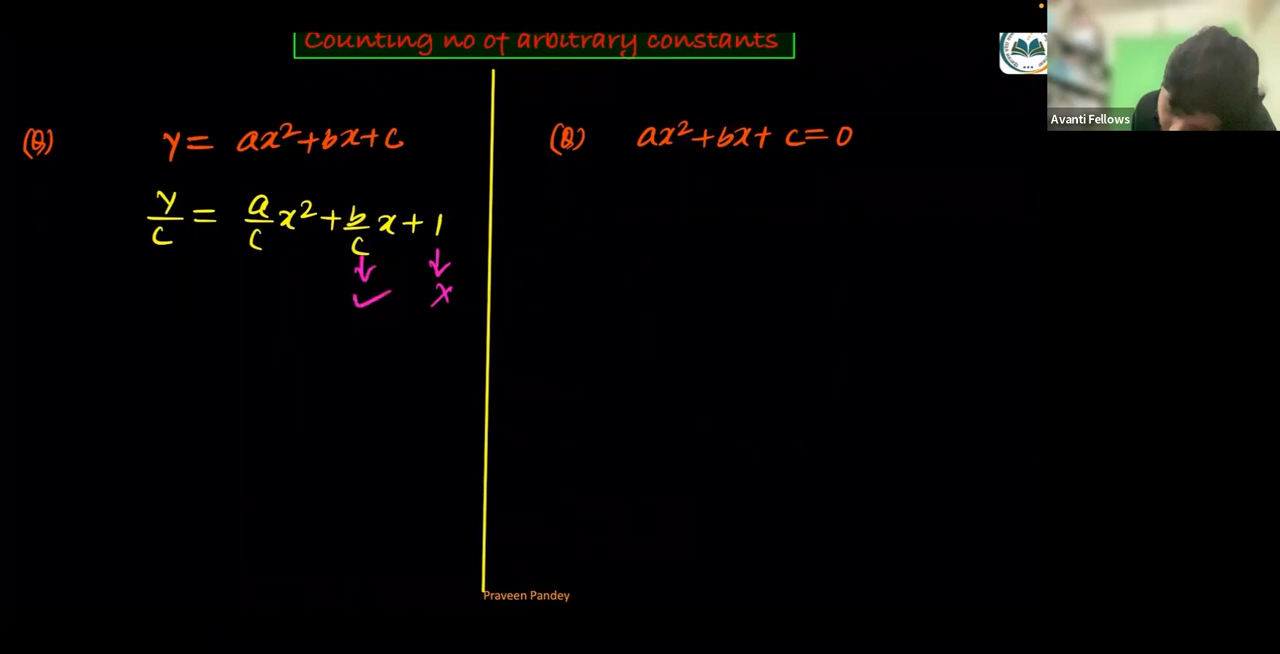 Counting no of arbitrary constants
Avanti Fellows
(Q) y = ax²+bx+c
y/c = a/c x² + b/c x + 1
↓ ↓
✓ x
(Q) ax²+bx+ c=0
Praveen Pandey